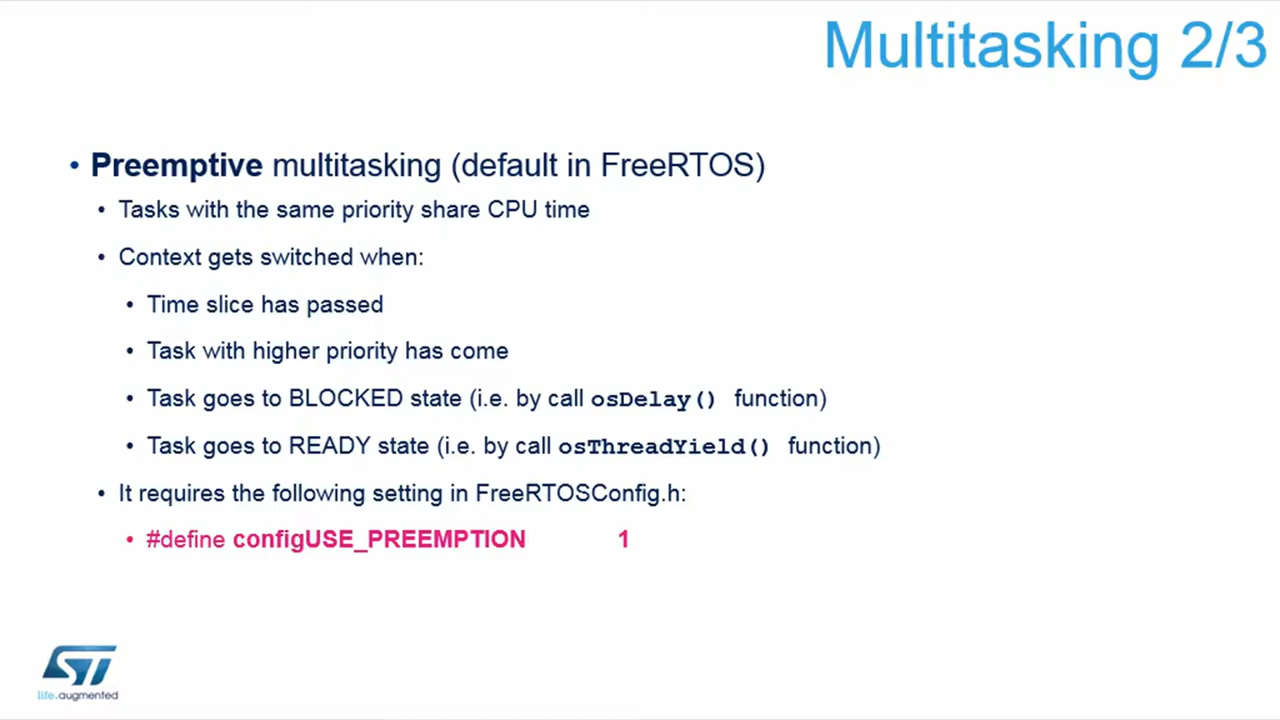 Multitasking 2/3
• Preemptive multitasking (default in FreeRTOS)
• Tasks with the same priority share CPU time
• Context gets switched when:
• Time slice has passed
• Task with higher priority has come
• Task goes to BLOCKED state (i.e. by call osDelay() function)
• Task goes to READY state (i.e. by call osThreadYield() function)
• It requires the following setting in FreeRTOSConfig.h:
• #define configUSE_PREEMPTION 1
ST
life.augmented